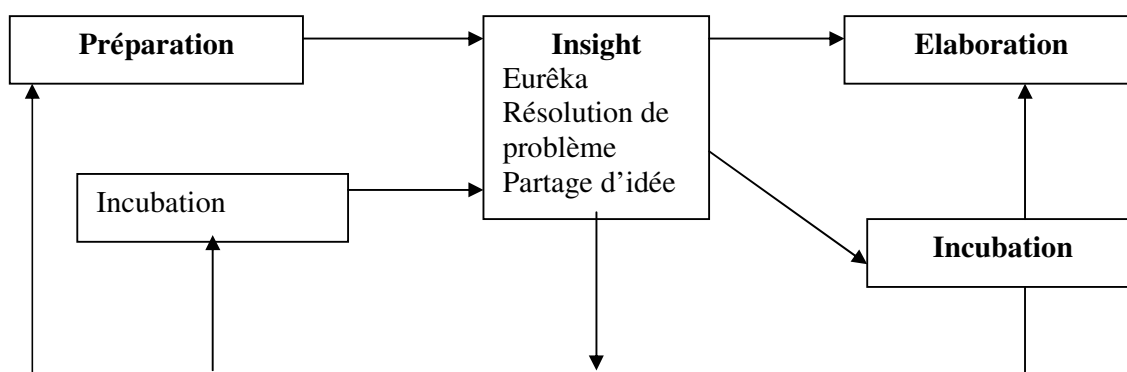 Préparation
Insight
Eurêka
Résolution de
problème
Partage d'idée
Elaboration
Incubation
Incubation